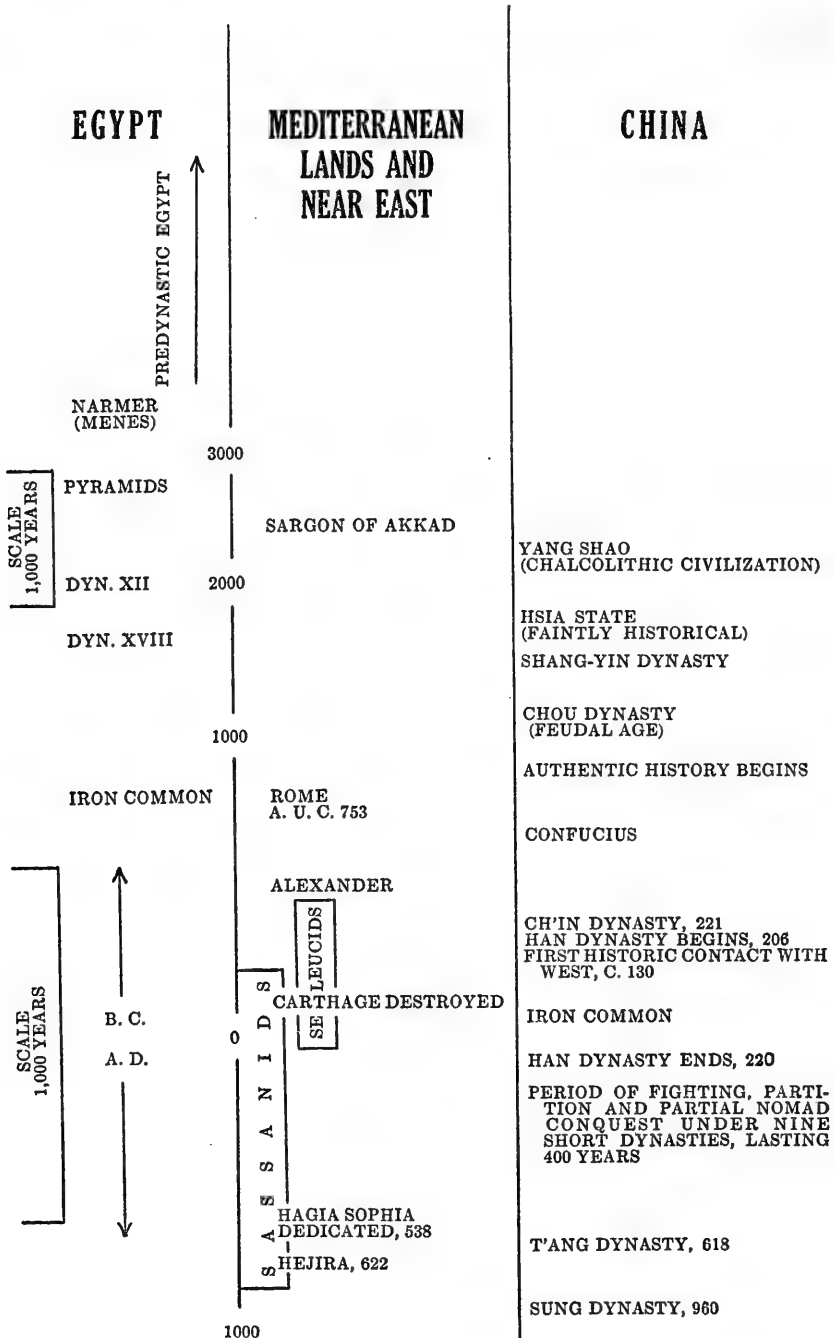 EGYPT
PREDYNASTIC EGYPT
NARMER
(MENES)
SCALE
1,000 YEARS
PYRAMIDS
DYN. XII
DYN. XVIII
IRON COMMON
SCALE
1,000 YEARS
B. C.
A. D.
3000
2000
1000
0
1000
MEDITERRANEAN
LANDS AND
NEAR EAST
SARGON OF AKKAD
ROME
A. U. C. 753
ALEXANDER
SELEUCIDS
CARTHAGE DESTROYED
SASSANIDS
HAGIA SOPHIA
DEDICATED, 538
HEJIRA, 622
CHINA
YANG SHAO
(CHALCOLITHIC CIVILIZATION)
HSIA STATE
(FAINTLY HISTORICAL)
SHANG-YIN DYNASTY
CHOU DYNASTY
(FEUDAL AGE)
AUTHENTIC HISTORY BEGINS
CONFUCIUS
CH'IN DYNASTY, 221
HAN DYNASTY BEGINS, 206
FIRST HISTORIC CONTACT WITH
WEST, C. 130
IRON COMMON
HAN DYNASTY ENDS, 220
PERIOD OF FIGHTING, PARTI-
TION AND PARTIAL NOMAD
CONQUEST UNDER NINE
SHORT DYNASTIES, LASTING
400 YEARS
T'ANG DYNASTY, 618
SUNG DYNASTY, 960